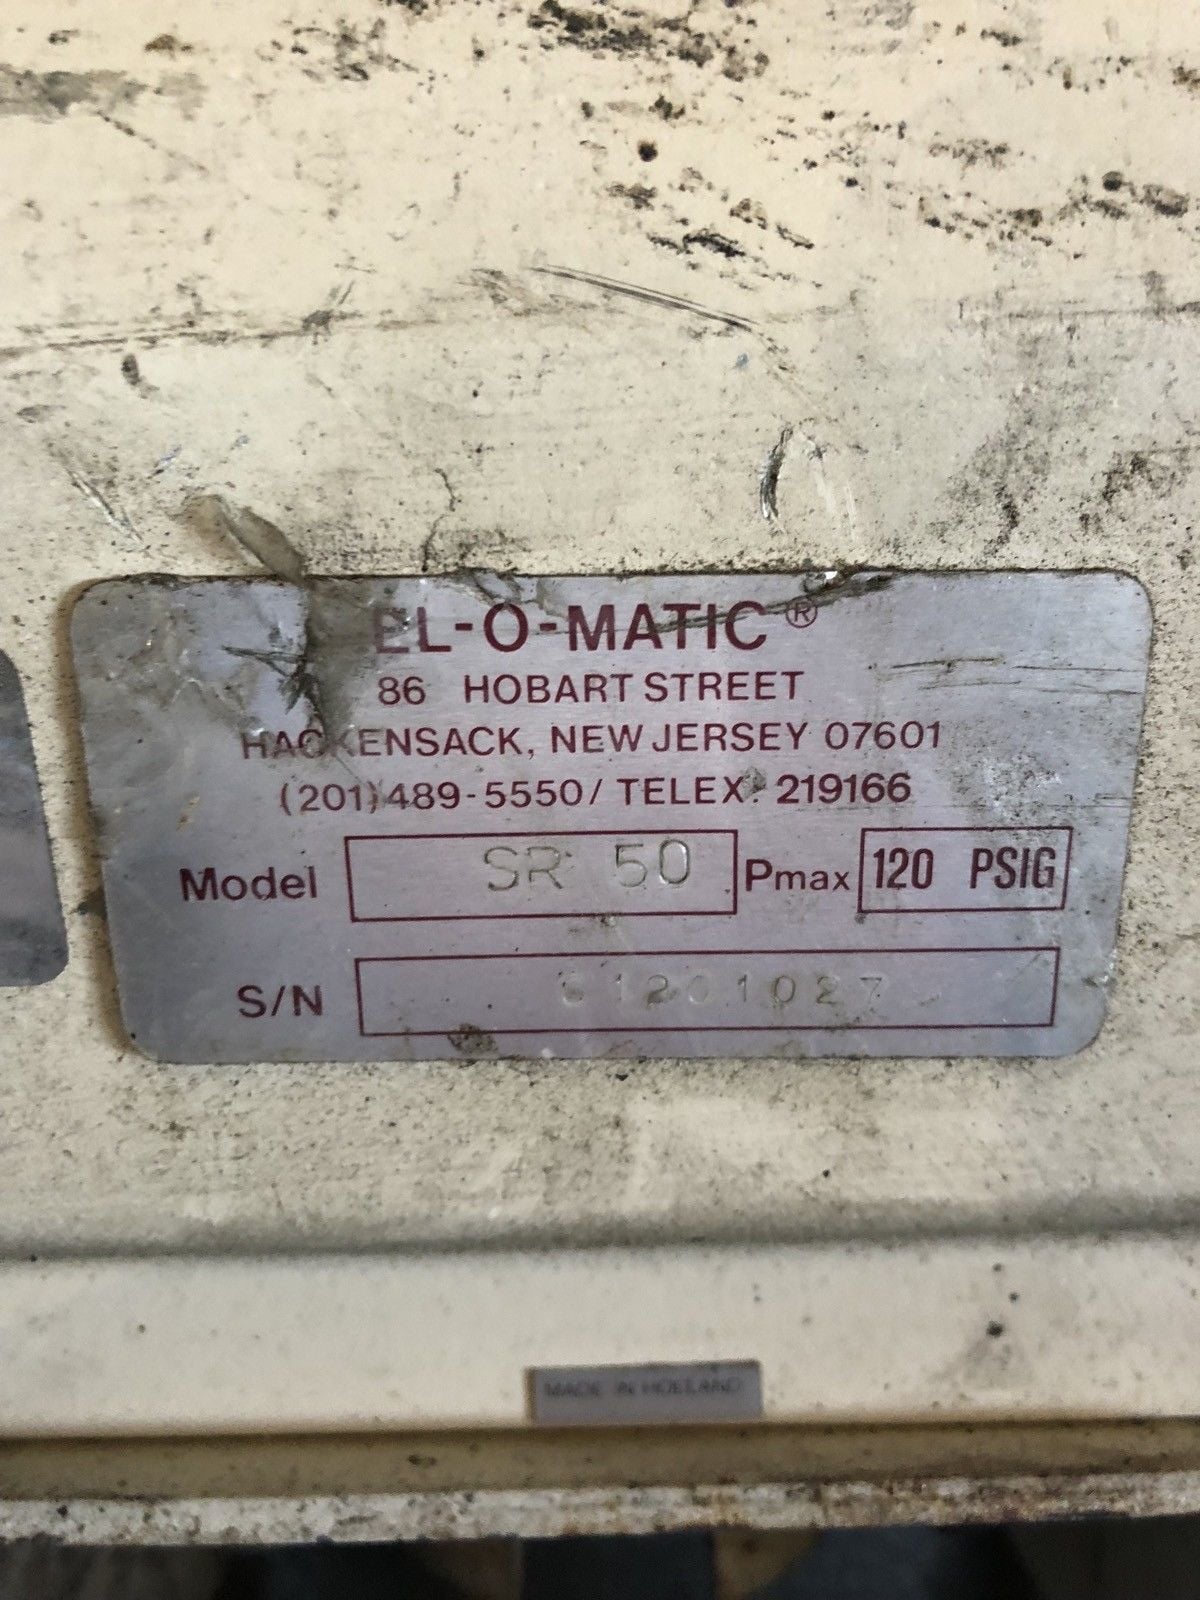 EL-O-MATIC®
86 HOBART STREET
HACKENSACK, NEW JERSEY 07601
(201) 489-5550 / TELEX: 219166
Model SR 50 Pmax 120 PSIG
S/N
MADE IN HOLLAND